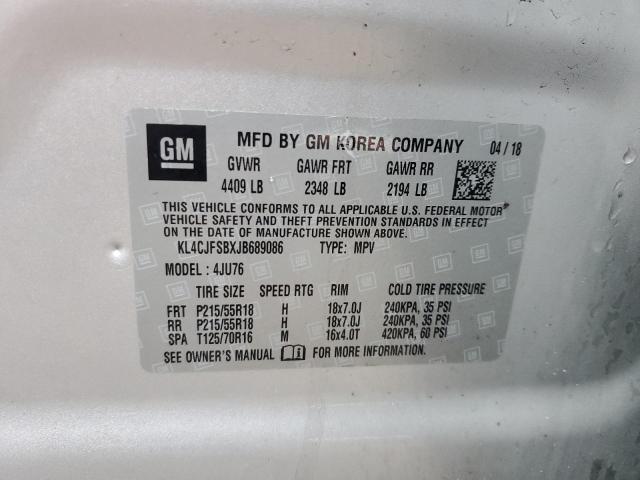 GM MFD BY GM KOREA COMPANY 04 / 18
GVWR GAWR FRT GAWR RR
4409 LB 2348 LB 2194 LB
THIS VEHICLE CONFORMS TO ALL APPLICABLE U.S. FEDERAL MOTOR
VEHICLE SAFETY AND THEFT PREVENTION STANDARDS IN EFFECT
ON THE DATE OF MANUFACTURE SHOWN ABOVE.
KL4CJFSBXJB689086 TYPE: MPV
MODEL : 4JU76
TIRE SIZE SPEED RTG RIM COLD TIRE PRESSURE
FRT P215/55R18 H 18x7.0J 240KPA, 35 PSI
RR P215/55R18 H 18x7.0J 240KPA, 35 PSI
SPA T125/70R16 M 16x4.0T 420KPA, 60 PSI
SEE OWNER'S MANUAL FOR MORE INFORMATION.